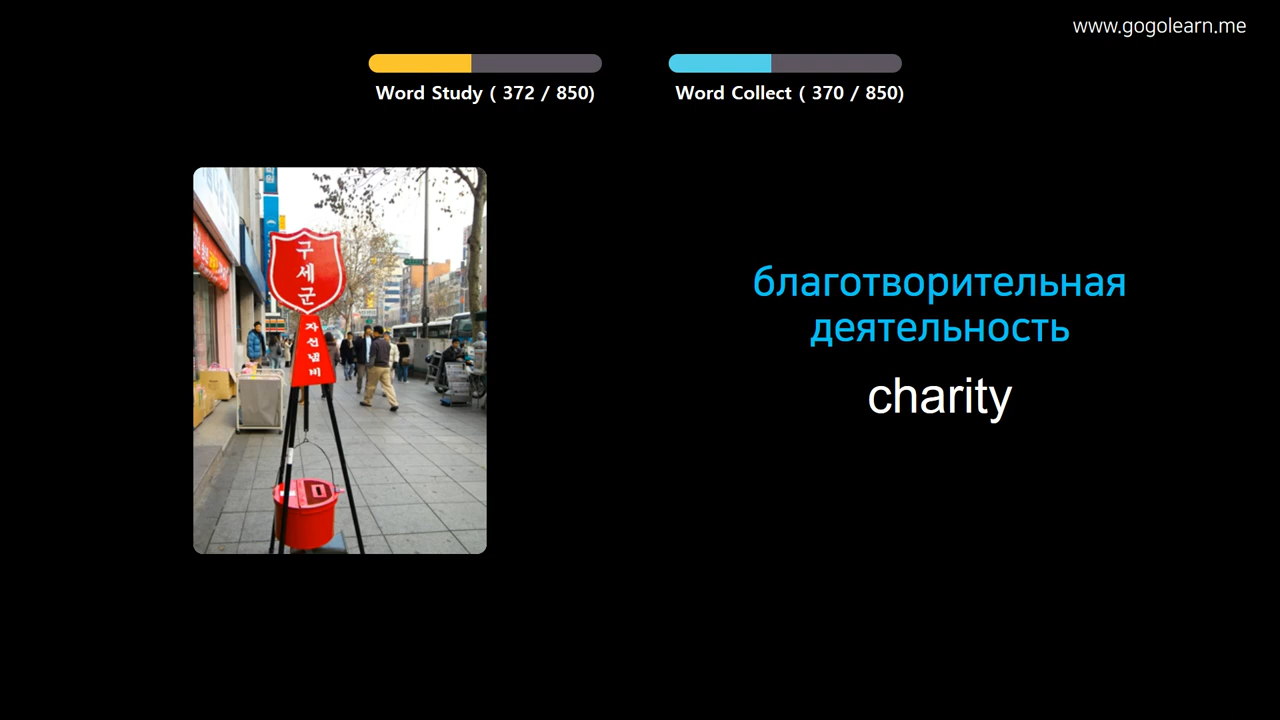 www.gogolearn.me
Word Study ( 372 / 850)
Word Collect ( 370 / 850)
구
세
군
자
선
냄
비
благотворительная
деятельность
charity